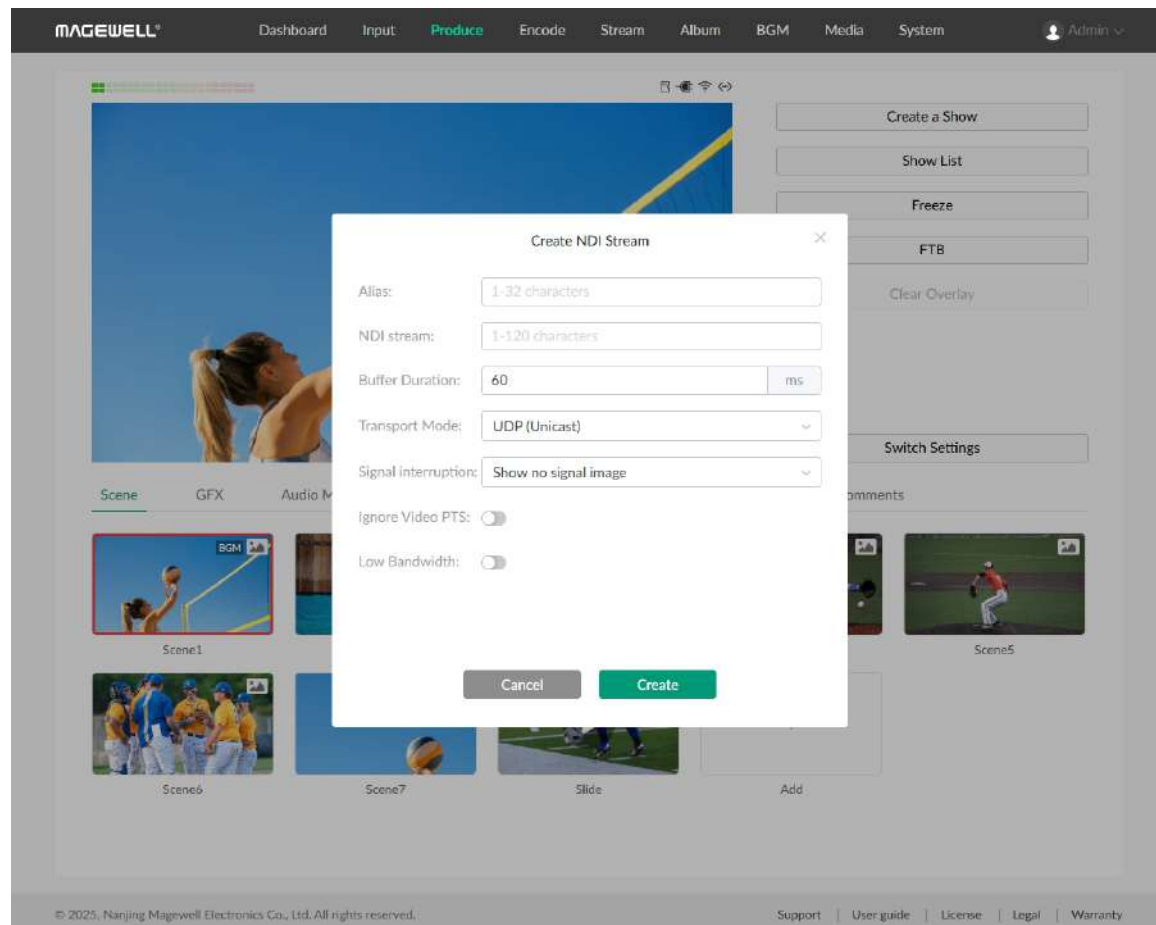 MAGEWELL®
Dashboard Input Produce Encode Stream Album BGM Media System Admin
Create a Show
Show List
Freeze
FTB
Clear Overlay
Switch Settings
Create NDI Stream
Alias: 1-32 characters
NDI stream: 1-120 characters
Buffer Duration: 60 ms
Transport Mode: UDP (Unicast)
Signal interruption: Show no signal image
Ignore Video PTS:
Low Bandwidth:
Cancel Create
Scene GFX Audio M omments
BGM
Scene1 Scene5
Scene6 Scene7 Slide Add
© 2025, Nanjing Magewell Electronics Co., Ltd. All rights reserved.
Support | User guide | License | Legal | Warranty